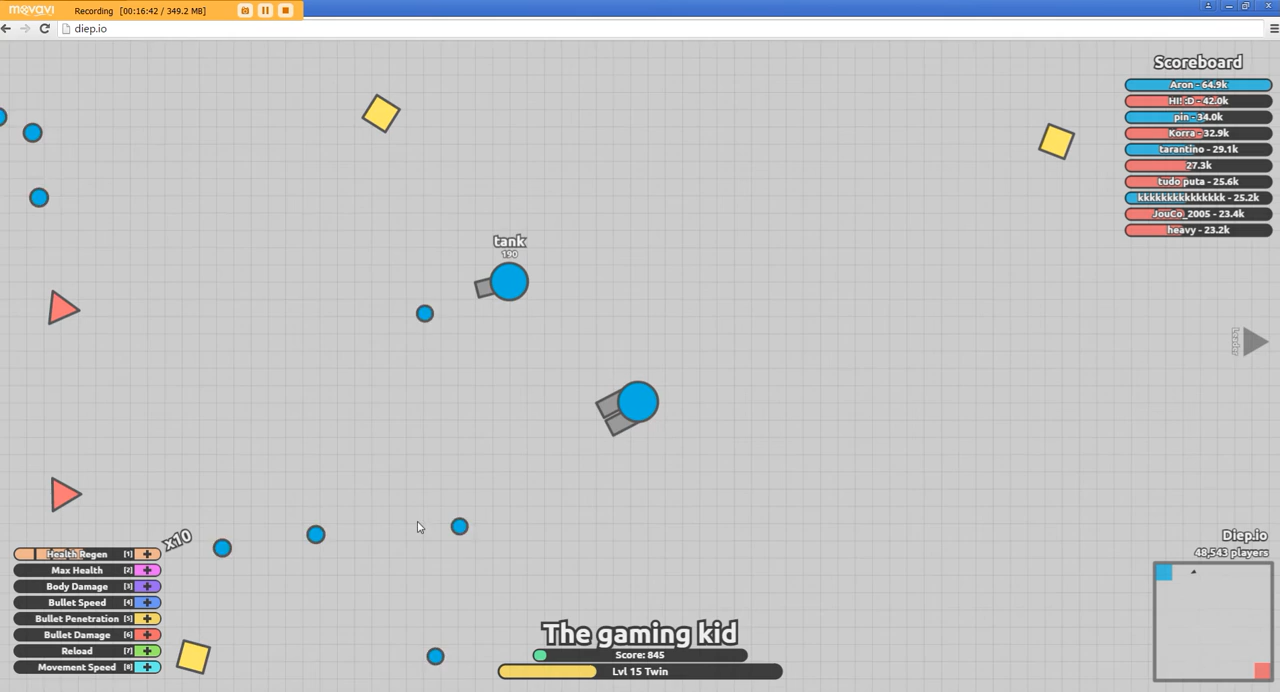 movavi Recording [00:16:42 / 349.2 MB]
diep.io
Scoreboard
Aron - 64.9k
HI! :D - 42.0k
pin - 34.0k
Korra - 32.9k
tarantino - 29.1k
27.3k
tudo puta - 25.6k
kkkkkkkkkkkkkkk - 25.2k
JouCo_2005 - 23.4k
heavy - 23.2k
tank
190
Leader
x10
Health Regen [1] +
Max Health [2] +
Body Damage [3] +
Bullet Speed [4] +
Bullet Penetration [5] +
Bullet Damage [6] +
Reload [7] +
Movement Speed [8] +
The gaming kid
Score: 845
Lvl 15 Twin
Diep.io
48,543 players